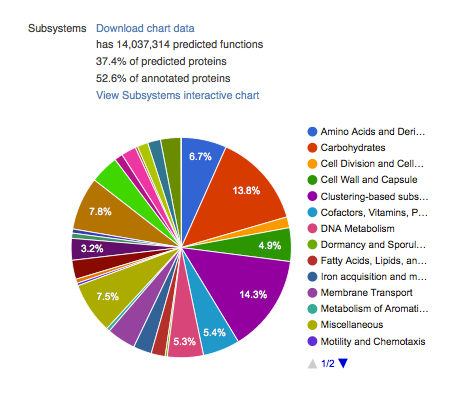 Subsystems Download chart data
has 14,037,314 predicted functions
37.4% of predicted proteins
52.6% of annotated proteins
View Subsystems interactive chart
6.7%
13.8%
4.9%
14.3%
5.4%
5.3%
7.5%
3.2%
7.8%
Amino Acids and Deri...
Carbohydrates
Cell Division and Cell...
Cell Wall and Capsule
Clustering-based subs...
Cofactors, Vitamins, P...
DNA Metabolism
Dormancy and Sporul...
Fatty Acids, Lipids, an...
Iron acquisition and m...
Membrane Transport
Metabolism of Aromati...
Miscellaneous
Motility and Chemotaxis
1/2